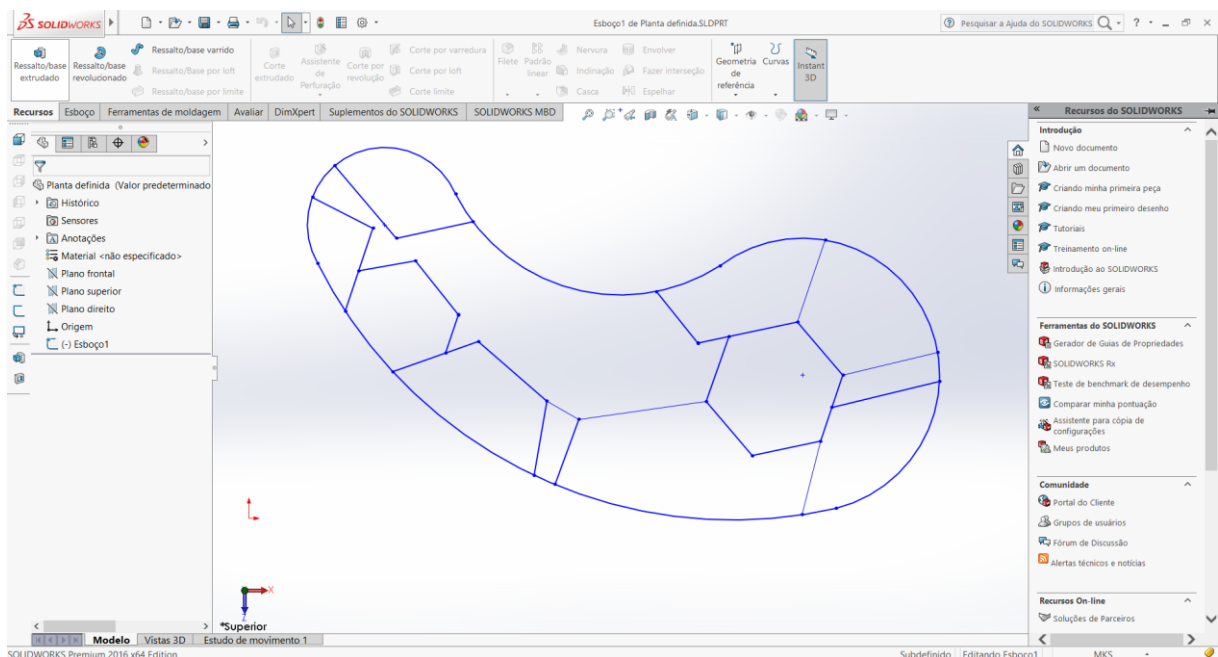 SOLIDWORKS
Esboço1 de Planta definida.SLDPRT
Pesquisar a Ajuda do SOLIDWORKS
Ressalto/base extrudado
Ressalto/base revolucionado
Ressalto/base varrido
Ressalto/Base por loft
Ressalto/base por limite
Corte extrudado
Assistente de Perfuração
Corte por revolução
Corte por varredura
Corte por loft
Corte limite
Filete
Padrão linear
Nervura
Inclinação
Casca
Envolver
Fazer interseção
Espelhar
Geometria de referência
Curvas
Instant 3D
Recursos
Esboço
Ferramentas de moldagem
Avaliar
DimXpert
Suplementos do SOLIDWORKS
SOLIDWORKS MBD
Planta definida (Valor predeterminado
Histórico
Sensores
Anotações
Material <não especificado>
Plano frontal
Plano superior
Plano direito
Origem
(-) Esboço1
X
Z
*Superior
Recursos do SOLIDWORKS
Introdução
Novo documento
Abrir um documento
Criando minha primeira peça
Criando meu primeiro desenho
Tutoriais
Treinamento on-line
Introdução ao SOLIDWORKS
Informações gerais
Ferramentas do SOLIDWORKS
Gerador de Guias de Propriedades
SOLIDWORKS Rx
Teste de benchmark de desempenho
Comparar minha pontuação
Assistente para cópia de
configurações
Meus produtos
Comunidade
Portal do Cliente
Grupos de usuários
Fórum de Discussão
Alertas técnicos e notícias
Recursos On-line
Soluções de Parceiros
Modelo
Vistas 3D
Estudo de movimento 1
SOLIDWORKS Premium 2016 x64 Edition
Subdefinido
Editando Esboço1
MKS